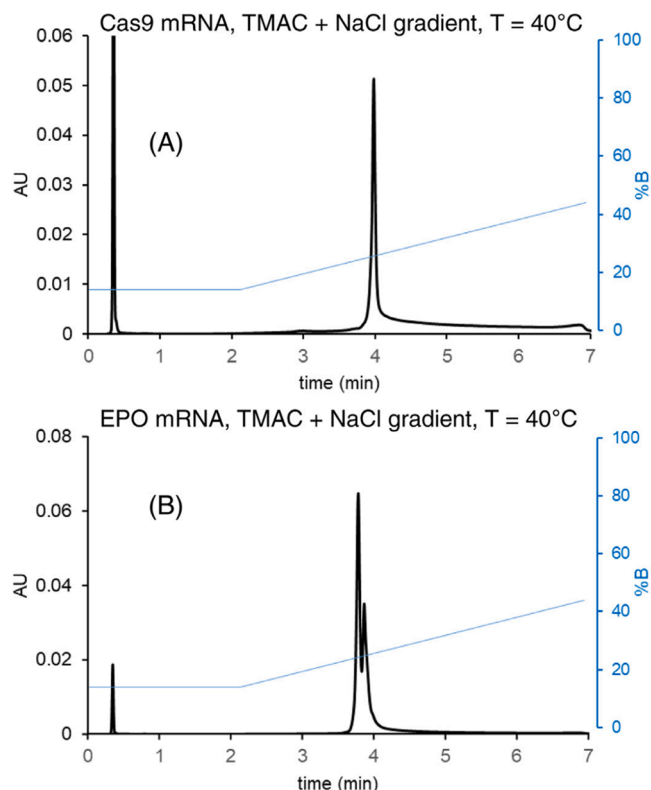 Cas9 mRNA, TMAC + NaCl gradient, T = 40°C
0.06
0.05
0.04
0.03
0.02
0.01
0
AU
(A)
100
80
60
40
20
0
%B
0 1 2 3 4 5 6 7
time (min)
EPO mRNA, TMAC + NaCl gradient, T = 40°C
0.08
0.06
0.04
0.02
0
AU
(B)
100
80
60
40
20
0
%B
0 1 2 3 4 5 6 7
time (min)